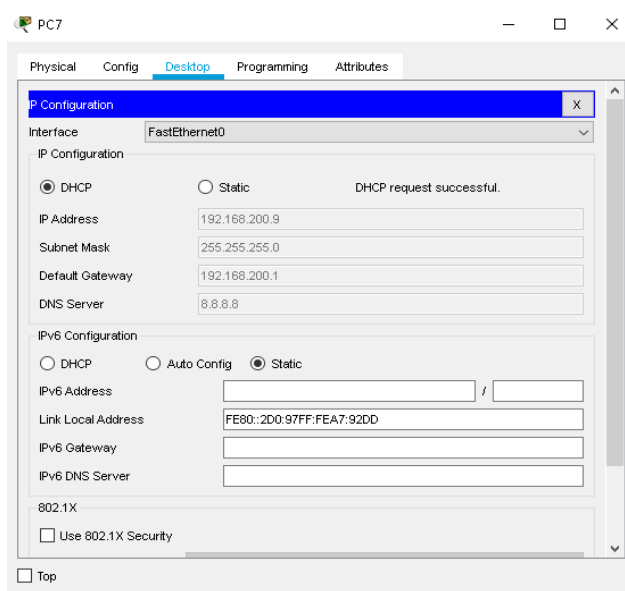 PC7
Physical Config Desktop Programming Attributes
IP Configuration X
Interface FastEthernet0
IP Configuration
DHCP Static DHCP request successful.
IP Address 192.168.200.9
Subnet Mask 255.255.255.0
Default Gateway 192.168.200.1
DNS Server 8.8.8.8
IPv6 Configuration
DHCP Auto Config Static
IPv6 Address /
Link Local Address FE80::2D0:97FF:FEA7:92DD
IPv6 Gateway
IPv6 DNS Server
802.1X
Use 802.1X Security
Top